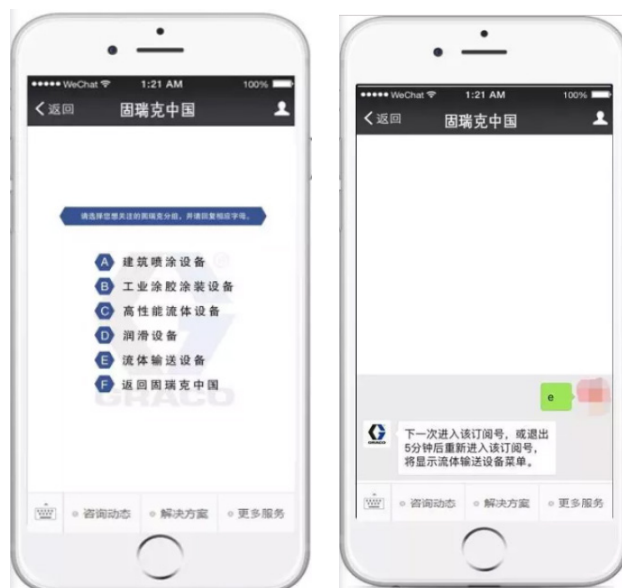 WeChat
1:21 AM
100%
返回
固瑞克中国
请选择您想关注的固瑞克分组，并请回复相应字母。
A 建筑喷涂设备
B 工业涂胶涂装设备
C 高性能流体设备
D 润滑设备
E 流体输送设备
F 返回固瑞克中国
GRACO
咨询动态
解决方案
更多服务
WeChat
1:21 AM
100%
返回
固瑞克中国
e
下一次进入该订阅号，或退出
5分钟后重新进入该订阅号，
将显示流体输送设备菜单。
咨询动态
解决方案
更多服务